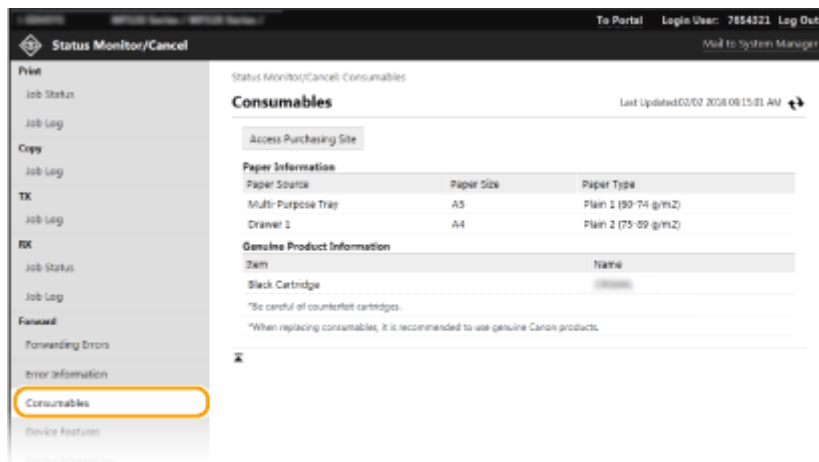 To Portal Login User: 7654321 Log Out
Status Monitor/Cancel Mail to System Manager
Print
Job Status
Job Log
Copy
Job Log
TX
Job Log
RX
Job Status
Job Log
Forward
Forwarding Errors
Error Information
Consumables
Device Features
Status Monitor/Cancel: Consumables
Consumables Last Updated:02/02 2018 09:15:01 AM
Access Purchasing Site
Paper Information
Paper Source Paper Size Paper Type
Multi-Purpose Tray A5 Plain 1 (60-74 g/m2)
Drawer 1 A4 Plain 2 (75-89 g/m2)
Genuine Product Information
Item Name
Black Cartridge
*Be careful of counterfeit cartridges.
*When replacing consumables, it is recommended to use genuine Canon products.